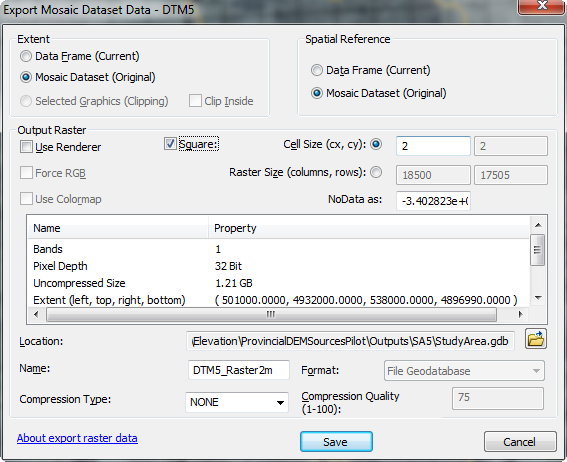 Export Mosaic Dataset Data - DTM5
Extent
Data Frame (Current)
Mosaic Dataset (Original)
Selected Graphics (Clipping) Clip Inside
Spatial Reference
Data Frame (Current)
Mosaic Dataset (Original)
Output Raster
Use Renderer Square: Cell Size (cx, cy): 2 2
Force RGB Raster Size (columns, rows): 18500 17505
Use Colormap NoData as: -3.402823e+0
Name Property
Bands 1
Pixel Depth 32 Bit
Uncompressed Size 1.21 GB
Extent (left, top, right, bottom) ( 501000.0000, 4932000.0000, 538000.0000, 4896990.0000 )
Location: \Elevation\ProvincialDEMSourcesPilot\Outputs\SA5\StudyArea.gdb
Name: DTM5_Raster2m Format: File Geodatabase
Compression Type: NONE Compression Quality (1-100): 75
About export raster data Save Cancel